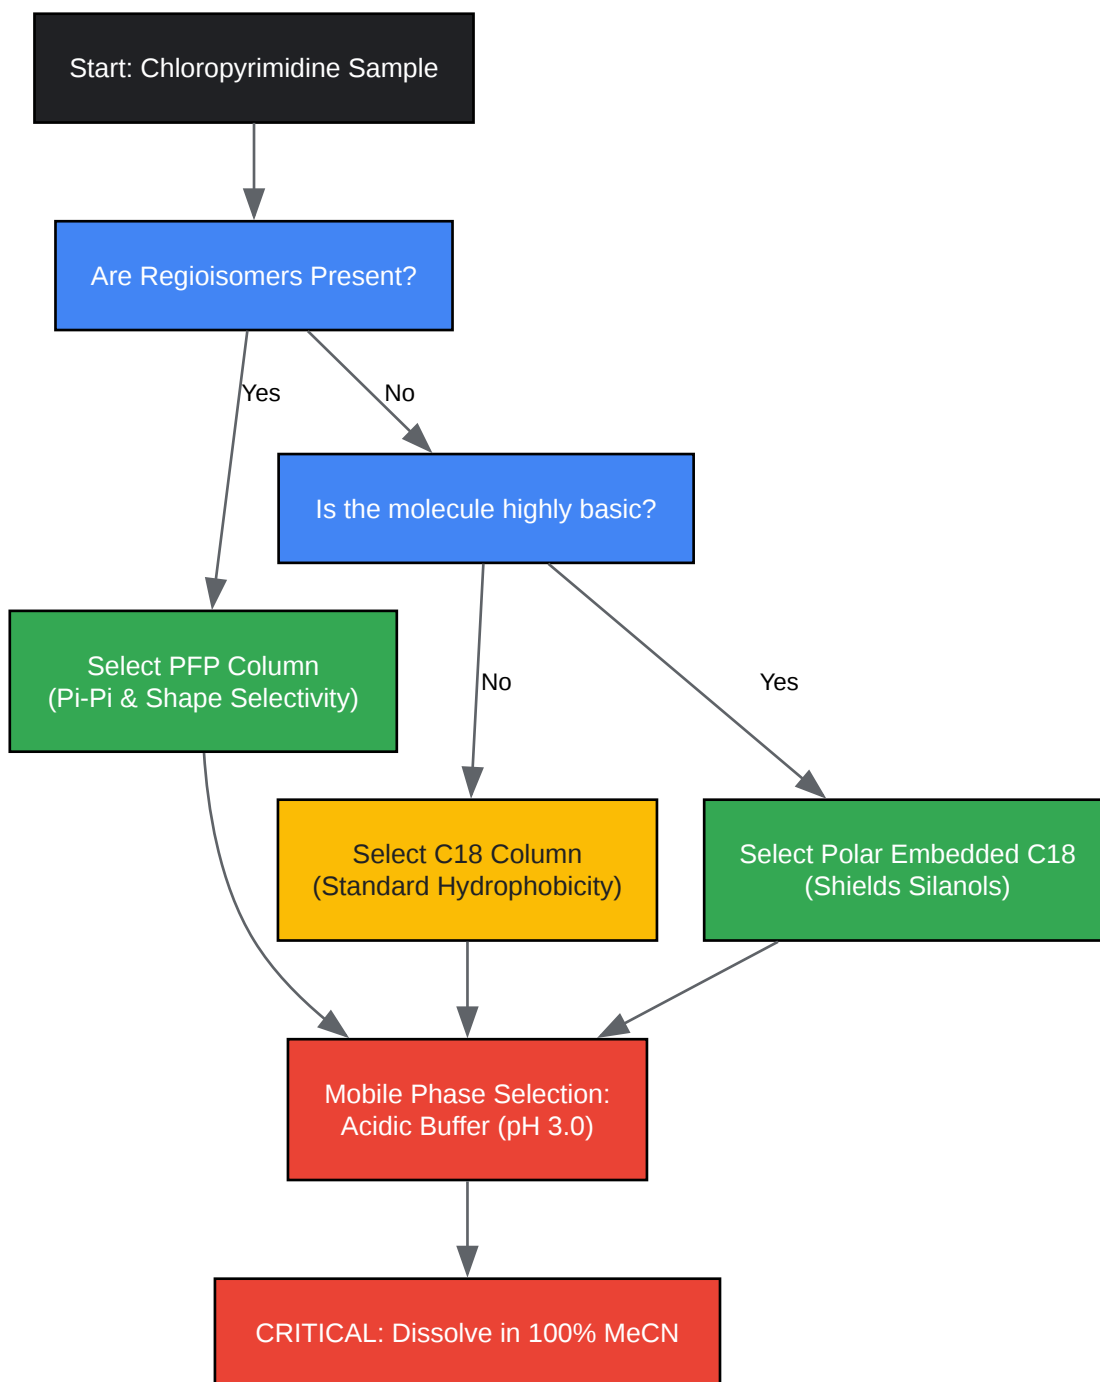 Start: Chloropyrimidine Sample
Are Regioisomers Present?
Yes
No
Is the molecule highly basic?
Select PFP Column
(Pi-Pi & Shape Selectivity)
No
Yes
Select C18 Column
(Standard Hydrophobicity)
Select Polar Embedded C18
(Shields Silanols)
Mobile Phase Selection:
Acidic Buffer (pH 3.0)
CRITICAL: Dissolve in 100% MeCN